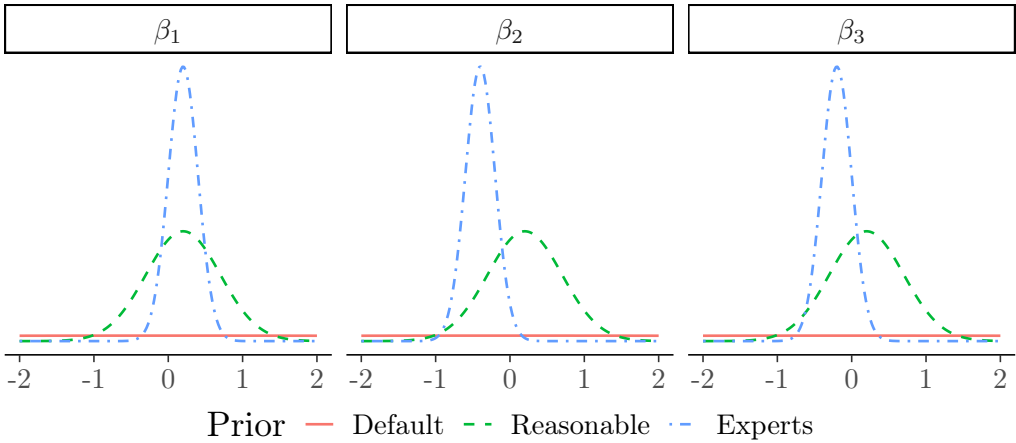 β₁ β₂ β₃
-2 -1 0 1 2 -2 -1 0 1 2 -2 -1 0 1 2
Prior Default Reasonable Experts